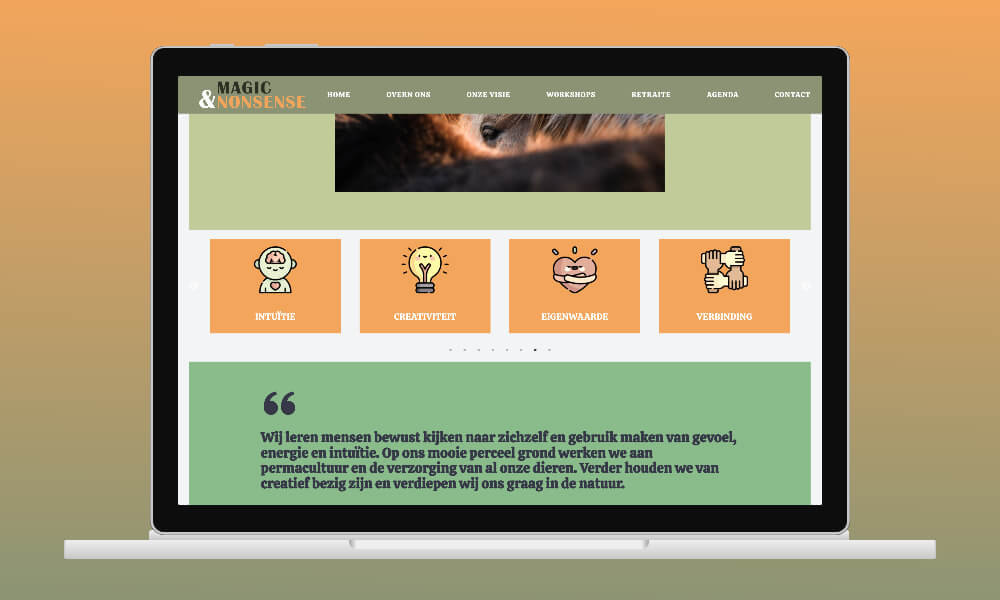 MAGIC
&NONSENSE
HOME OVERN ONS ONZE VISIE WORKSHOPS RETRAITE AGENDA CONTACT
INTUÏTIE CREATIVITEIT EIGENWAARDE VERBINDING
“
Wij leren mensen bewust kijken naar zichzelf en gebruik maken van gevoel,
energie en intuïtie. Op ons mooie perceel grond werken we aan
permacultuur en de verzorging van al onze dieren. Verder houden we van
creatief bezig zijn en verdiepen wij ons graag in de natuur.